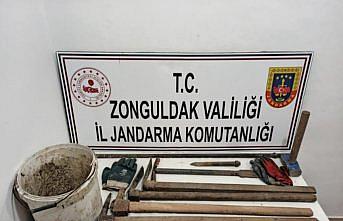 T.C.
ZONGULDAK VALİLİĞİ
İL JANDARMA KOMUTANLIĞI